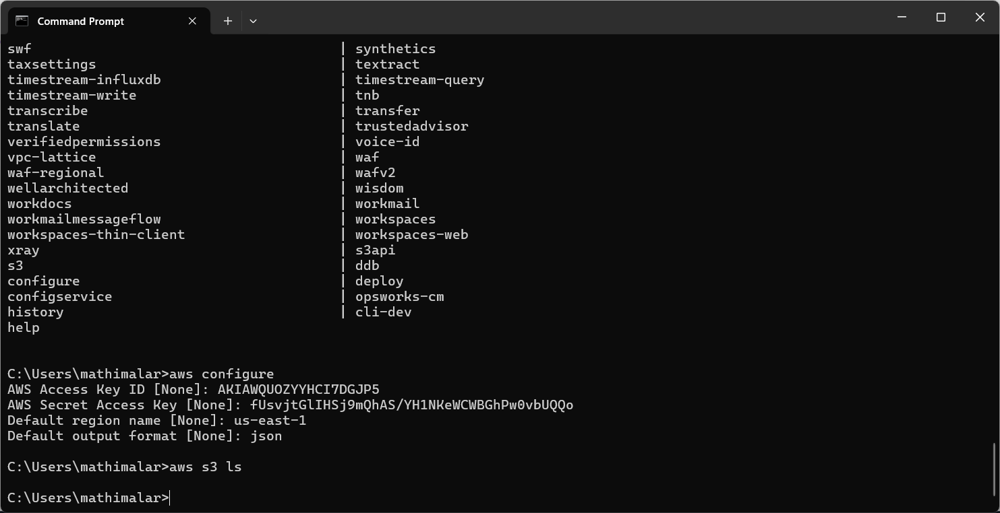 Command Prompt
swf | synthetics
taxsettings | textract
timestream-influxdb | timestream-query
timestream-write | tnb
transcribe | transfer
translate | trustedadvisor
verifiedpermissions | voice-id
vpc-lattice | waf
waf-regional | wafv2
wellarchitected | wisdom
workdocs | workmail
workmailmessageflow | workspaces
workspaces-thin-client | workspaces-web
xray | s3api
s3 | ddb
configure | deploy
configservice | opsworks-cm
history | cli-dev
help
C:\Users\mathimalar>aws configure
AWS Access Key ID [None]: AKIAWQUOZYYHCI7DGJP5
AWS Secret Access Key [None]: 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
Default region name [None]: us-east-1
Default output format [None]: json
C:\Users\mathimalar>aws s3 ls
C:\Users\mathimalar>